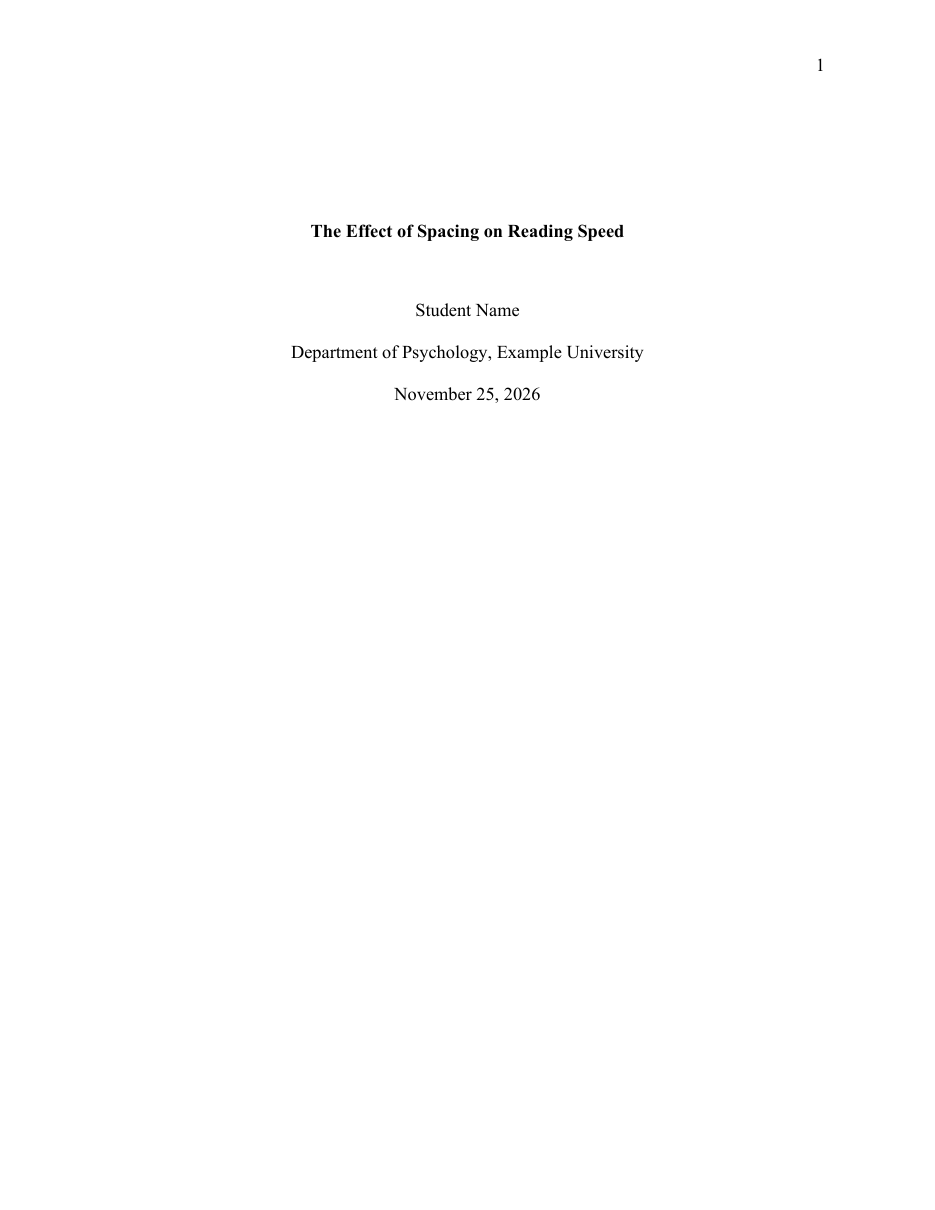 1
The Effect of Spacing on Reading Speed
Student Name
Department of Psychology, Example University
November 25, 2026